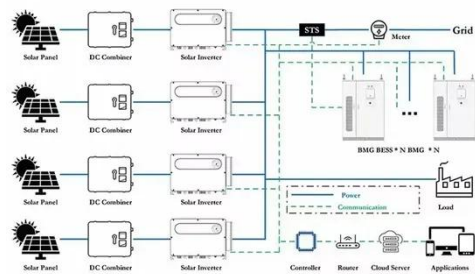 STS
Meter
Grid
Solar Panel
DC Combiner
Solar Inverter
Solar Panel
DC Combiner
Solar Inverter
BMG BESS * N BMG * N
Solar Panel
DC Combiner
Solar Inverter
Power
Communication
Load
Solar Panel
DC Combiner
Solar Inverter
Controller
Router
Cloud Server
Application